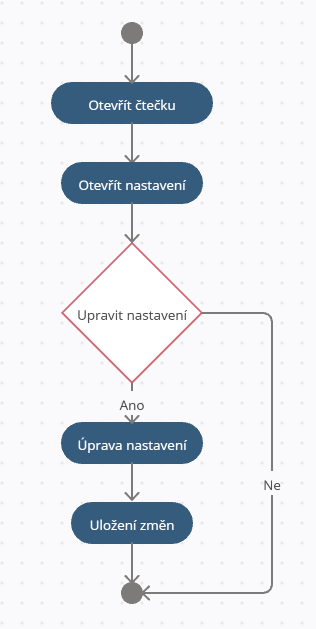 Otevřít čtečku
Otevřít nastavení
Upravit nastavení
Ano
Úprava nastavení
Ne
Uložení změn